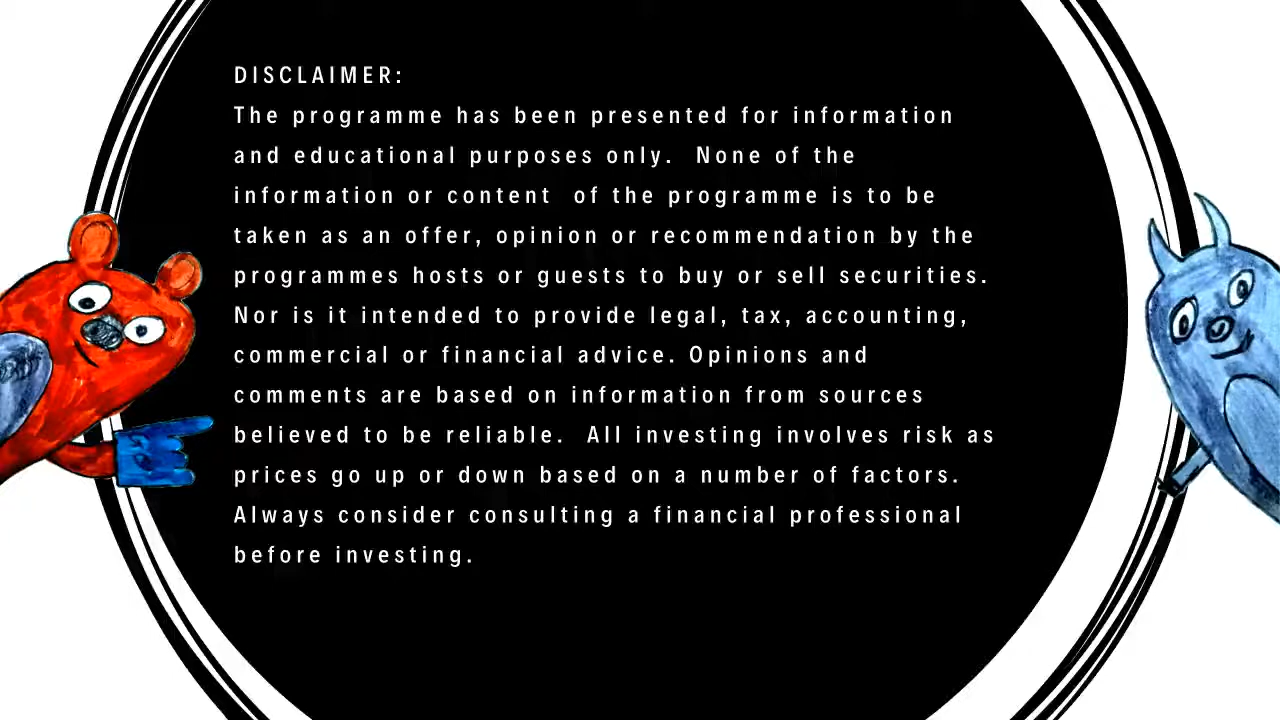 DISCLAIMER:
The programme has been presented for information
and educational purposes only.  None of the
information or content  of the programme is to be
taken as an offer, opinion or recommendation by the
programmes hosts or guests to buy or sell securities.
Nor is it intended to provide legal, tax, accounting,
commercial or financial advice. Opinions and
comments are based on information from sources
believed to be reliable.  All investing involves risk as
prices go up or down based on a number of factors.
Always consider consulting a financial professional
before investing.